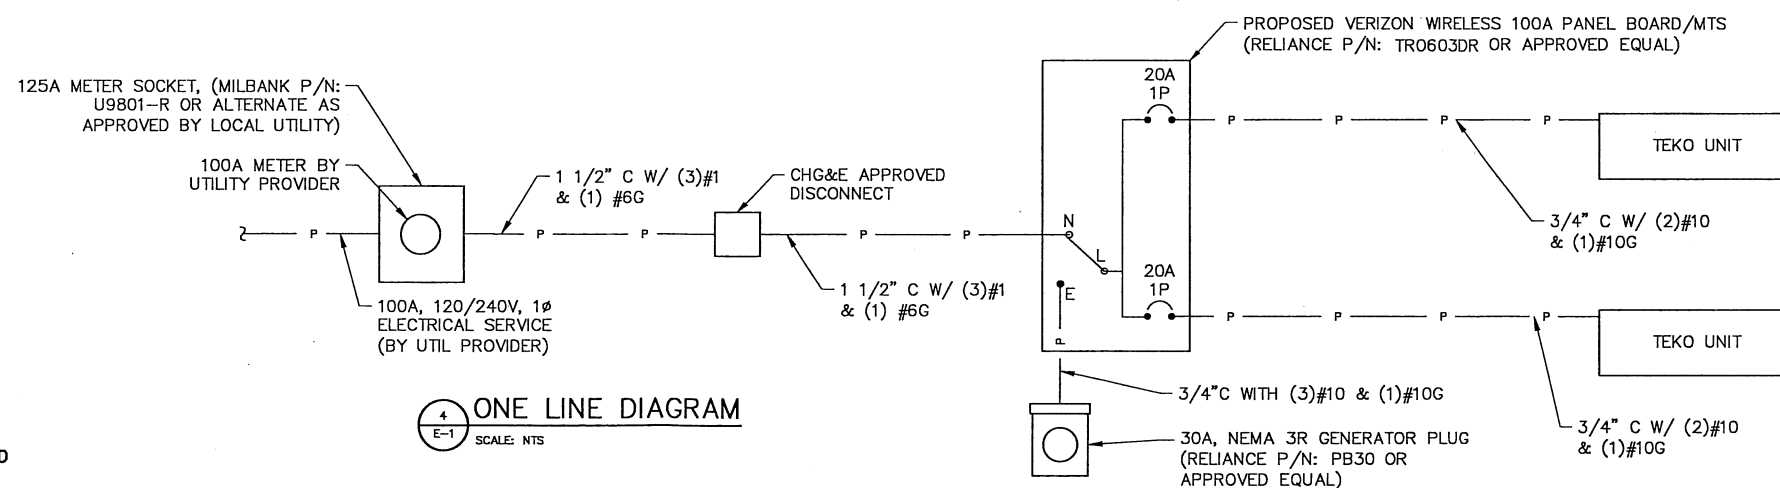 PROPOSED VERIZON WIRELESS 100A PANEL BOARD/MTS
(RELIANCE P/N: TR0603DR OR APPROVED EQUAL)
125A METER SOCKET, (MILBANK P/N:
U9801-R OR ALTERNATE AS
APPROVED BY LOCAL UTILITY)
100A METER BY
UTILITY PROVIDER
1 1/2" C W/ (3)#1
& (1) #6G
CHG&E APPROVED
DISCONNECT
20A
1P
P P P P
TEKO UNIT
3/4" C W/ (2)#10
& (1)#10G
P P P P P
N
L
E
P
20A
1P
P P P P
TEKO UNIT
100A, 120/240V, 1ø
ELECTRICAL SERVICE
(BY UTIL PROVIDER)
1 1/2" C W/ (3)#1
& (1) #6G
3/4"C WITH (3)#10 & (1)#10G
3/4" C W/ (2)#10
& (1)#10G
30A, NEMA 3R GENERATOR PLUG
(RELIANCE P/N: PB30 OR
APPROVED EQUAL)
4
E-1
ONE LINE DIAGRAM
SCALE: NTS
D